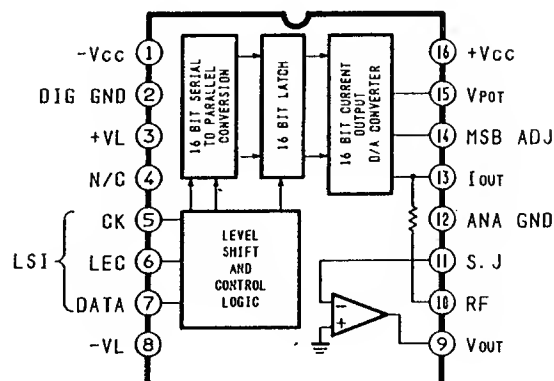 -Vcc 1
DIG GND 2
+VL 3
N/C 4
LSI
CK 5
LEC 6
DATA 7
-VL 8
16 BIT SERIAL
TO PARALLEL
CONVERSION
16 BIT LATCH
16 BIT CURRENT
OUTPUT
D/A CONVERTER
LEVEL
SHIFT
AND
CONTROL
LOGIC
-
+
16 +Vcc
15 VPOT
14 MSB ADJ
13 IOUT
12 ANA GND
11 S.J
10 RF
9 VOUT